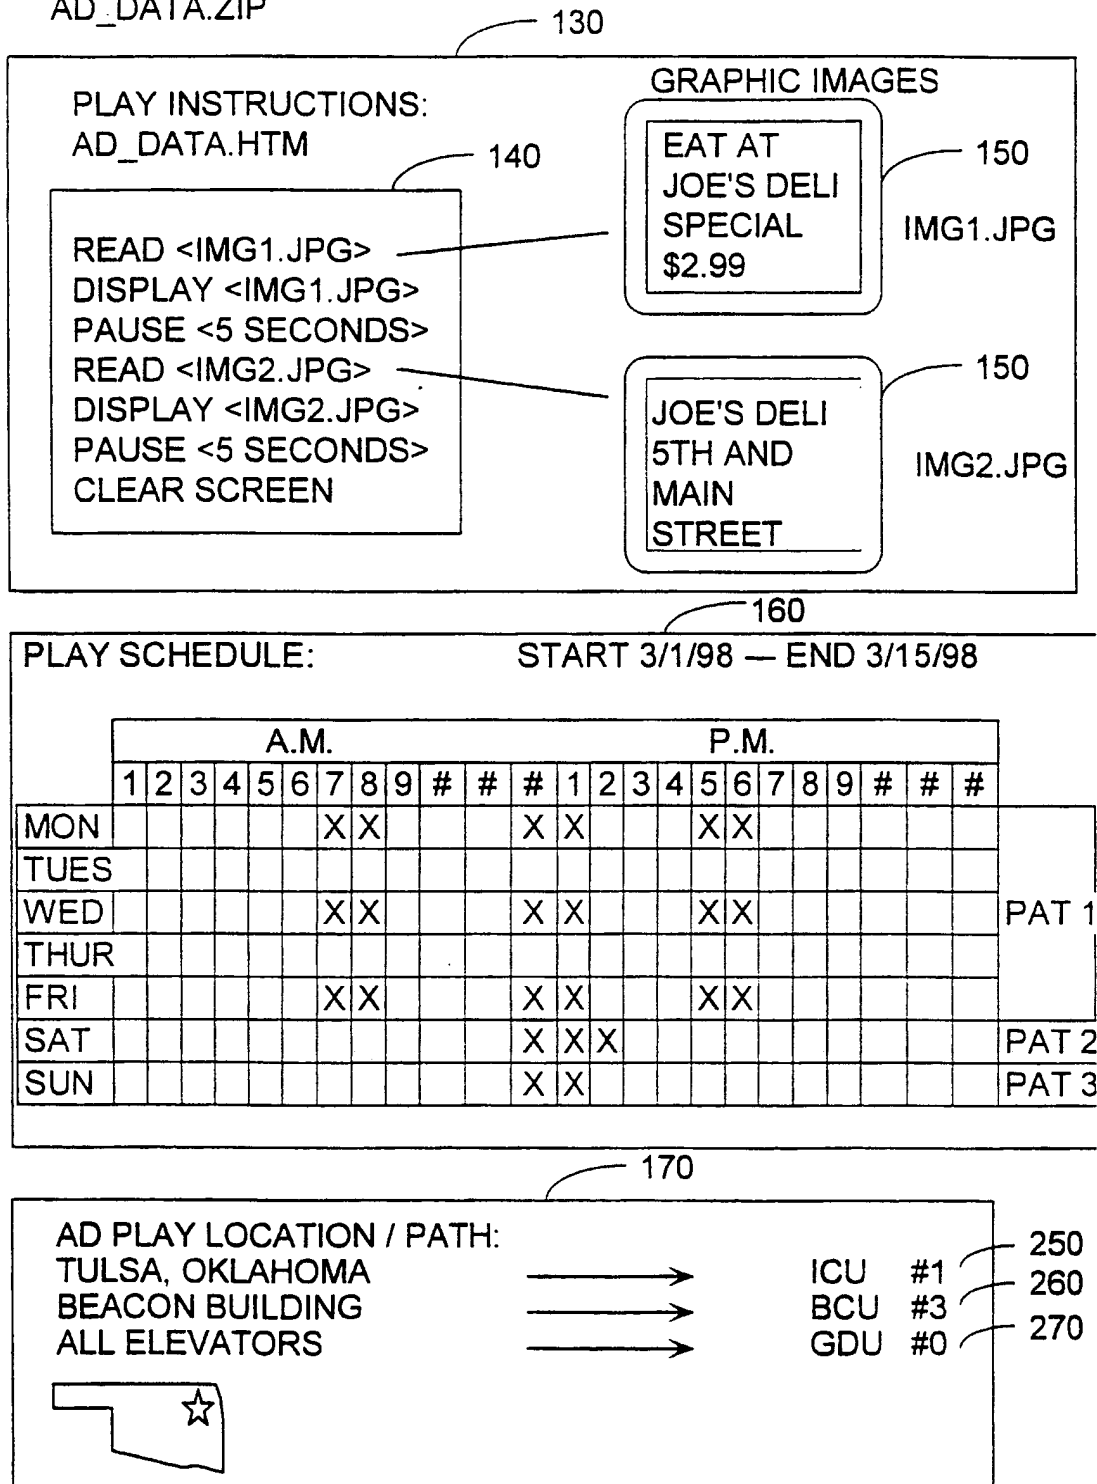 AD_DATA.ZIP
130
PLAY INSTRUCTIONS:
AD_DATA.HTM
140
READ <IMG1.JPG>
DISPLAY <IMG1.JPG>
PAUSE <5 SECONDS>
READ <IMG2.JPG>
DISPLAY <IMG2.JPG>
PAUSE <5 SECONDS>
CLEAR SCREEN
GRAPHIC IMAGES
EAT AT
JOE'S DELI
SPECIAL
$2.99
150
IMG1.JPG
JOE'S DELI
5TH AND
MAIN
STREET
150
IMG2.JPG
160
PLAY SCHEDULE: START 3/1/98 — END 3/15/98
A.M. P.M.
1 2 3 4 5 6 7 8 9 # # # 1 2 3 4 5 6 7 8 9 # # #
MON X X X X X X
TUES
WED X X X X X X PAT 1
THUR
FRI X X X X X X
SAT X X X PAT 2
SUN X X PAT 3
170
AD PLAY LOCATION / PATH:
TULSA, OKLAHOMA ICU #1 250
BEACON BUILDING BCU #3 260
ALL ELEVATORS GDU #0 270